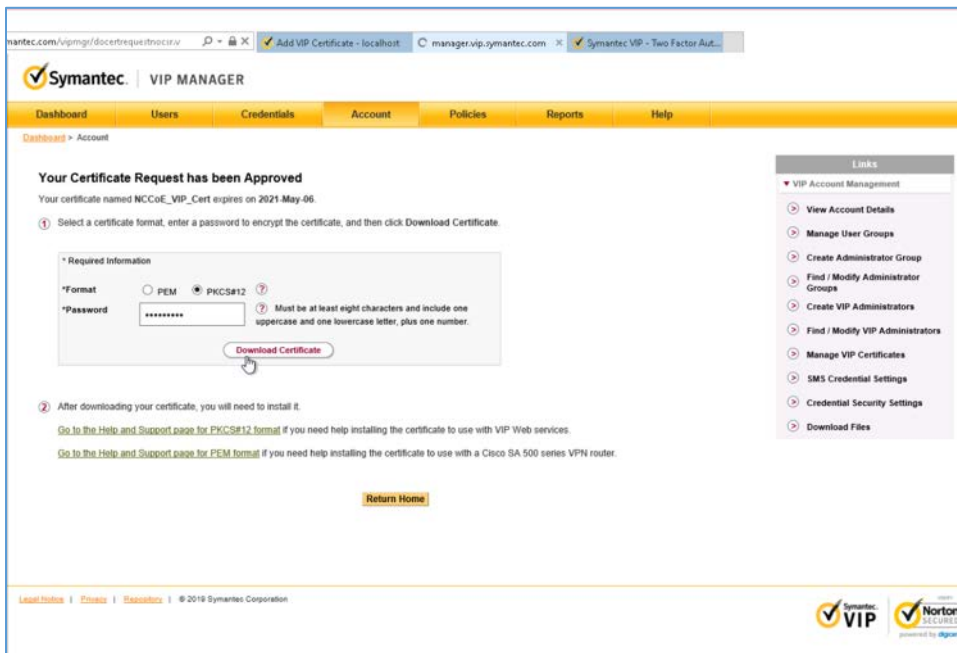 mantec.com/vipmgr/docertrequestnocsr.v
Add VIP Certificate - localhost
manager.vip.symantec.com
Symantec VIP - Two Factor Aut...
Symantec. VIP MANAGER
Dashboard Users Credentials Account Policies Reports Help
Dashboard > Account
Your Certificate Request has been Approved
Your certificate named NCCoE_VIP_Cert expires on 2021-May-06.
1 Select a certificate format, enter a password to encrypt the certificate, and then click Download Certificate.
* Required Information
*Format PEM PKCS#12 ?
*Password ••••••••• ? Must be at least eight characters and include one
uppercase and one lowercase letter, plus one number.
Download Certificate
2 After downloading your certificate, you will need to install it.
Go to the Help and Support page for PKCS#12 format if you need help installing the certificate to use with VIP Web services.
Go to the Help and Support page for PEM format if you need help installing the certificate to use with a Cisco SA 500 series VPN router.
Return Home
Links
VIP Account Management
View Account Details
Manage User Groups
Create Administrator Group
Find / Modify Administrator
Groups
Create VIP Administrators
Find / Modify VIP Administrators
Manage VIP Certificates
SMS Credential Settings
Credential Security Settings
Download Files
Legal Notice | Privacy | Repository | © 2019 Symantec Corporation
Symantec.
VIP
Norton
SECURED
powered by digicer